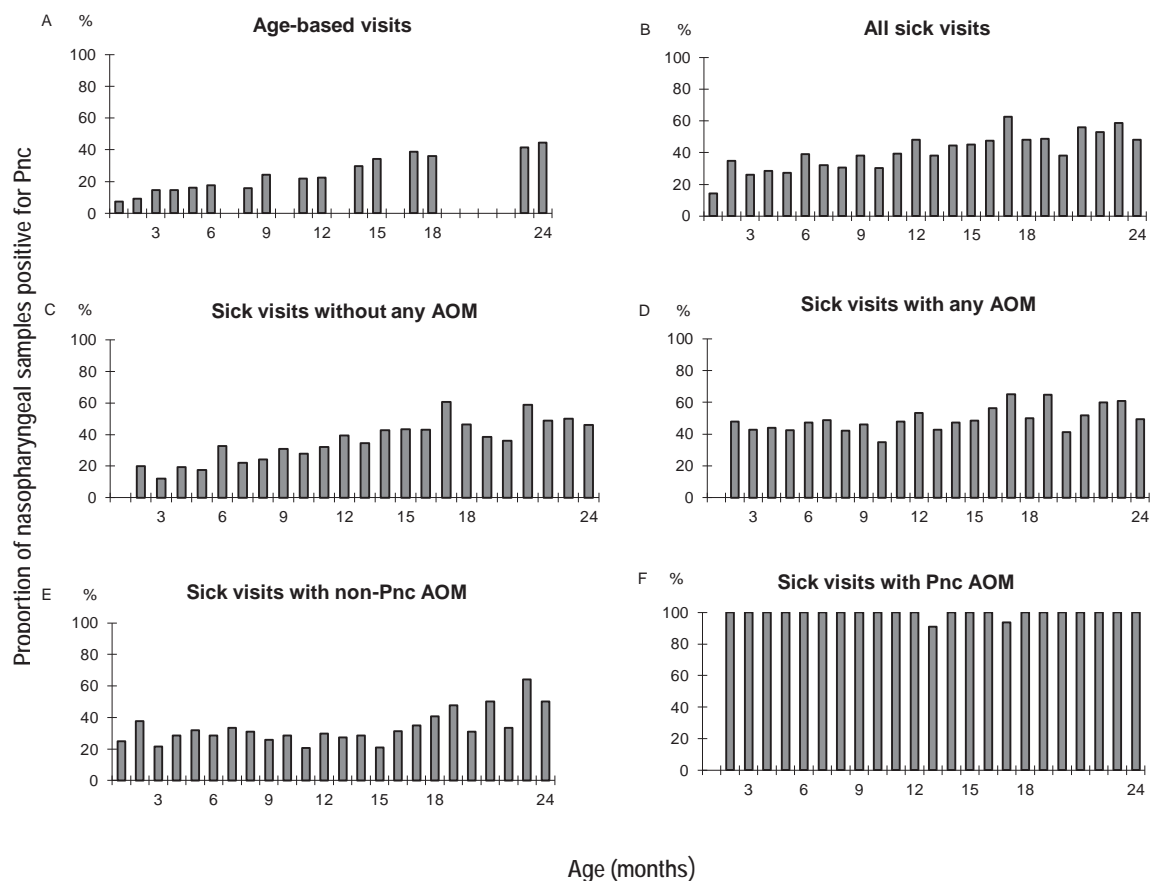 A %
Age-based visits
100
80
60
40
20
0
3 6 9 12 15 18 24
B %
All sick visits
100
80
60
40
20
0
3 6 9 12 15 18 24
C %
Sick visits without any AOM
100
80
60
40
20
0
3 6 9 12 15 18 24
D %
Sick visits with any AOM
100
80
60
40
20
0
3 6 9 12 15 18 24
E %
Sick visits with non-Pnc AOM
100
80
60
40
20
0
3 6 9 12 15 18 24
F %
Sick visits with Pnc AOM
100
80
60
40
20
0
3 6 9 12 15 18 24
Proportion of nasopharyngeal samples positive for Pnc
Age (months)